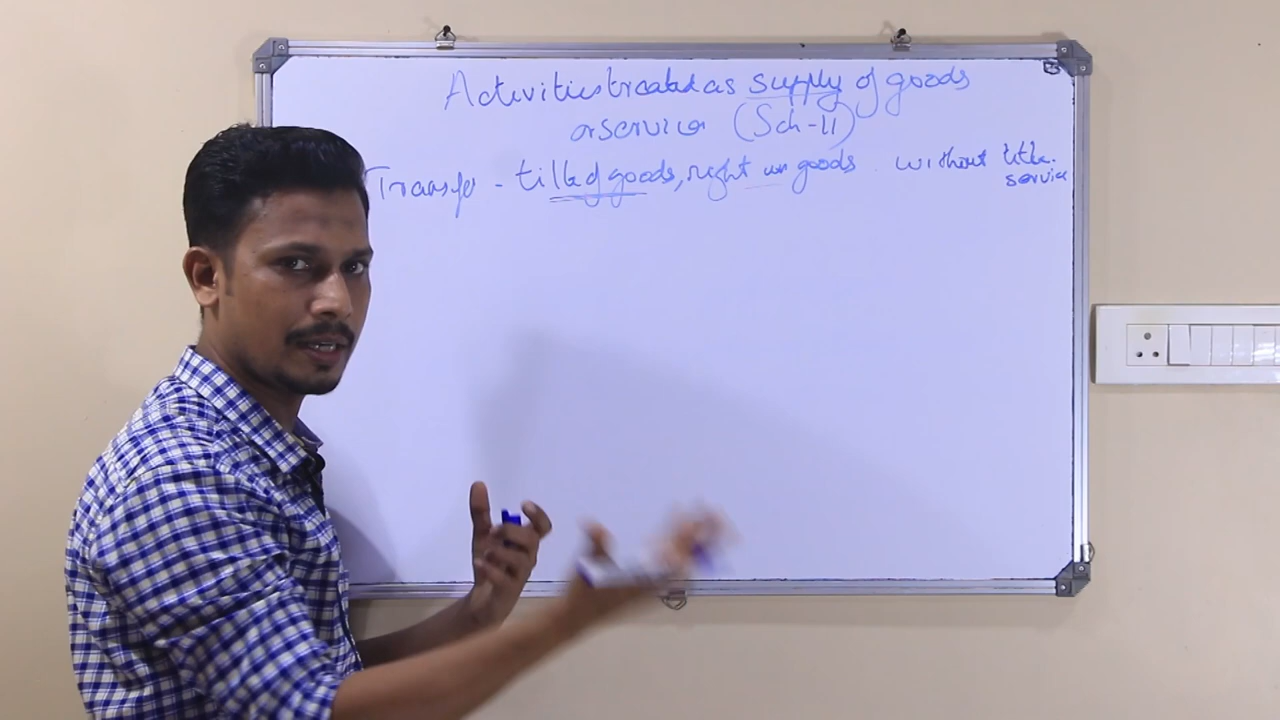 Activities treated as supply of goods
or service (Sch-II)
Transfer - title of goods, right in goods without title.
service